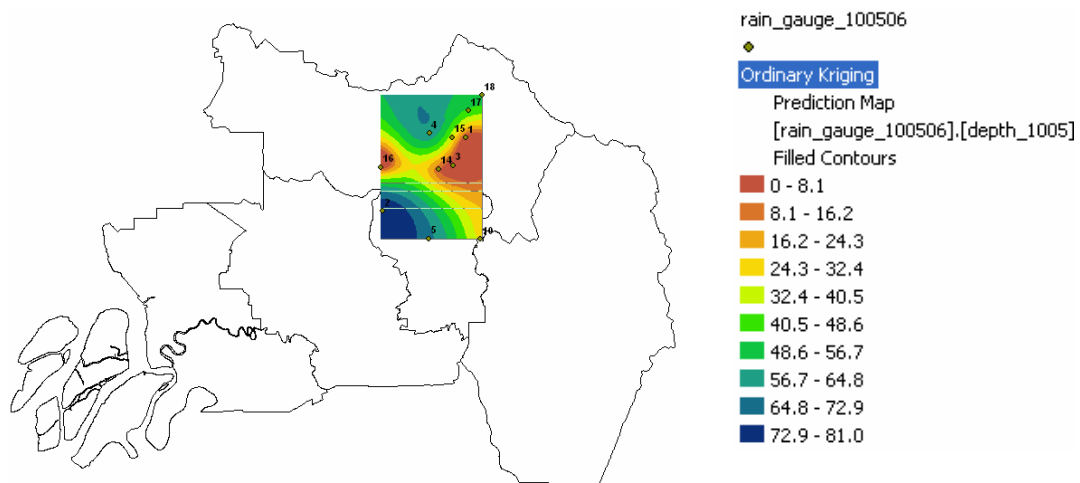 rain_gauge_100506
Ordinary Kriging
Prediction Map
[rain_gauge_100506].[depth_1005]
Filled Contours
0 - 8.1
8.1 - 16.2
16.2 - 24.3
24.3 - 32.4
32.4 - 40.5
40.5 - 48.6
48.6 - 56.7
56.7 - 64.8
64.8 - 72.9
72.9 - 81.0
18
17
4
15 1
16
14 3
2
5
10